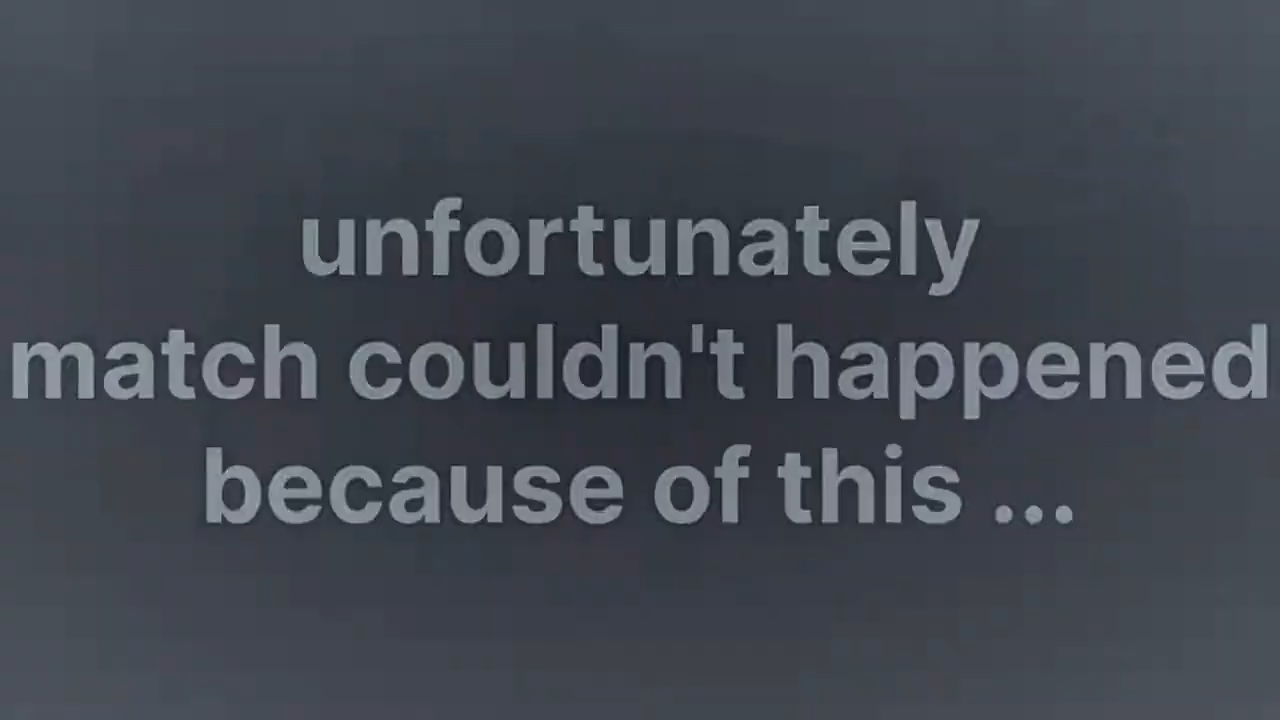 unfortunately
match couldn't happened
because of this ...